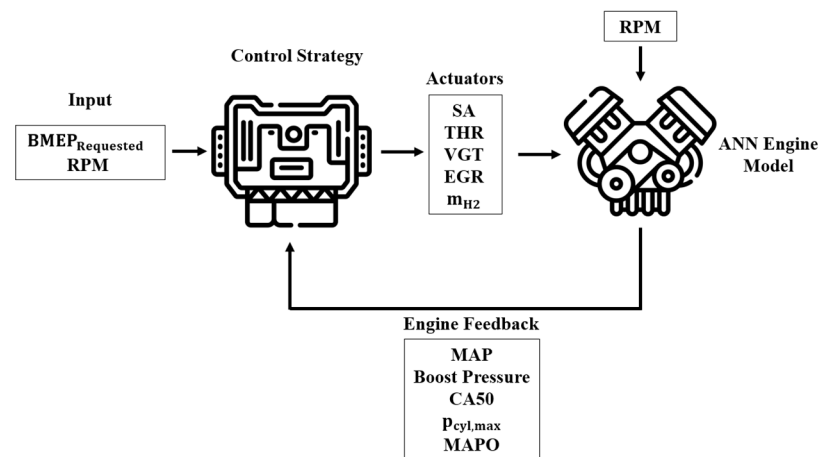 RPM
Control Strategy
Actuators
Input
BMEP_Requested
RPM
SA
THR
VGT
EGR
m_H2
ANN Engine
Model
Engine Feedback
MAP
Boost Pressure
CA50
p_cyl,max
MAPO